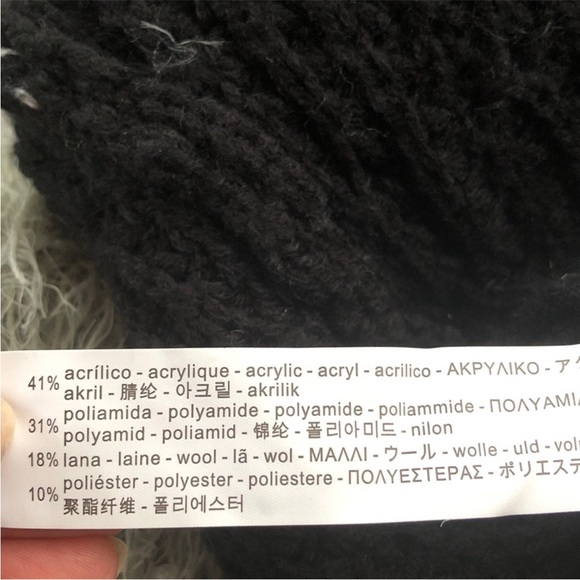 41% acrílico - acrylique - acrylic - acryl - acrilico - ΑΚΡΥΛΙΚΟ - ア
akril - 腈纶 - 아크릴 - akrilik
31% poliamida - polyamide - polyamide - poliammide - ΠΟΛΥΑΜΙ
polyamid - poliamid - 锦纶 - 폴리아미드 - nilon
18% lana - laine - wool - lã - wol - ΜΑΛΛΙ - ウール - wolle - uld - vol
10% poliéster - polyester - poliestere - ΠΟΛΥΕΣΤΕΡΑΣ - ポリエステ
聚酯纤维 - 폴리에스터